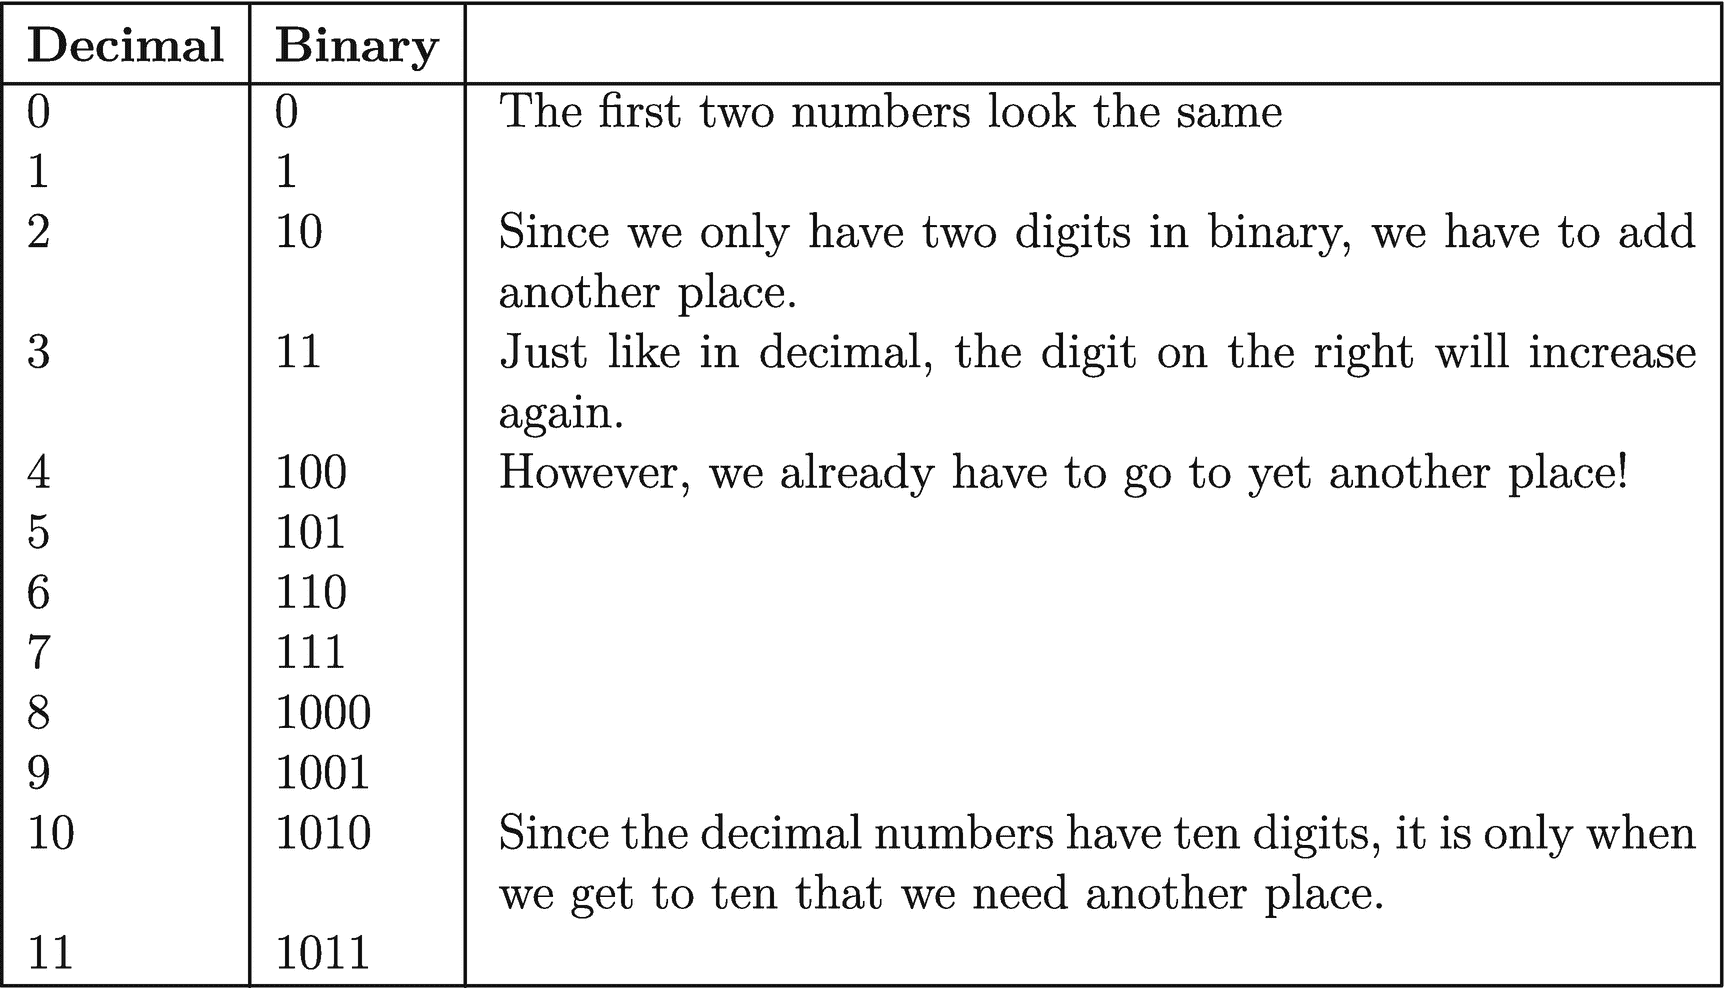 Decimal Binary
0 0 The first two numbers look the same
1 1
2 10 Since we only have two digits in binary, we have to add
another place.
3 11 Just like in decimal, the digit on the right will increase
again.
4 100 However, we already have to go to yet another place!
5 101
6 110
7 111
8 1000
9 1001
10 1010 Since the decimal numbers have ten digits, it is only when
we get to ten that we need another place.
11 1011